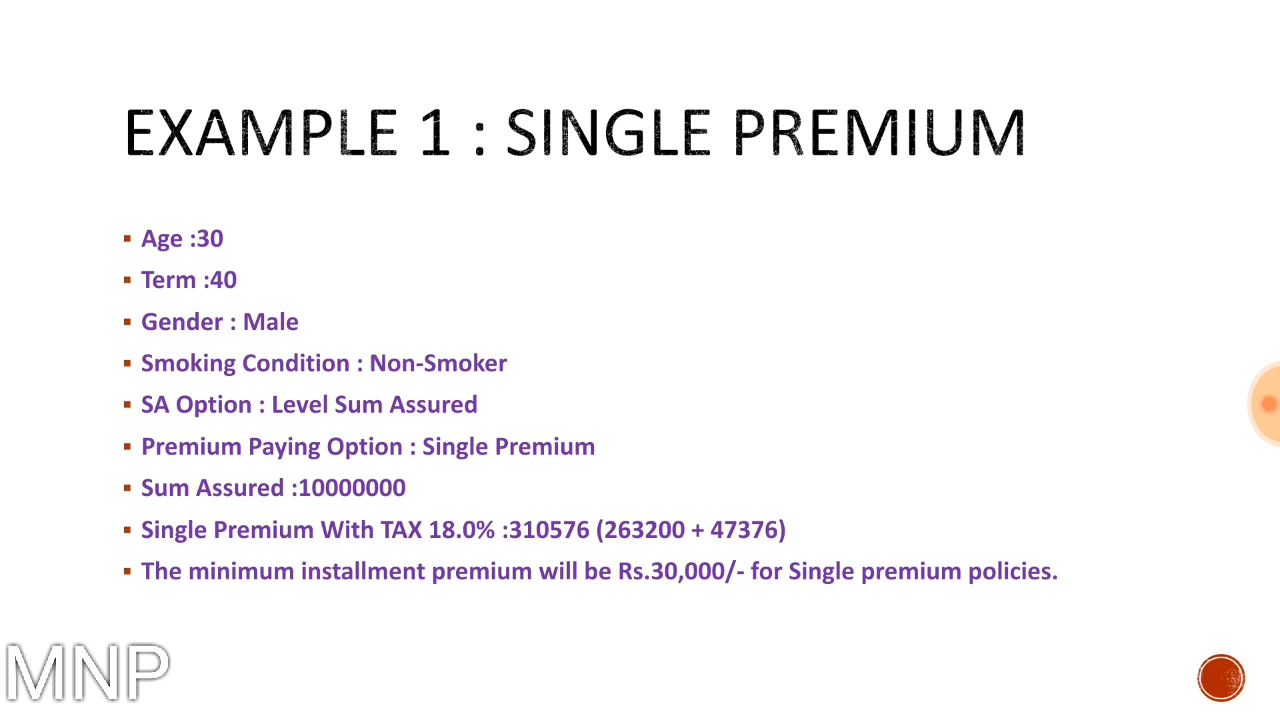 EXAMPLE 1 : SINGLE PREMIUM
Age :30
Term :40
Gender : Male
Smoking Condition : Non-Smoker
SA Option : Level Sum Assured
Premium Paying Option : Single Premium
Sum Assured :10000000
Single Premium With TAX 18.0% :310576 (263200 + 47376)
The minimum installment premium will be Rs.30,000/- for Single premium policies.
MNP